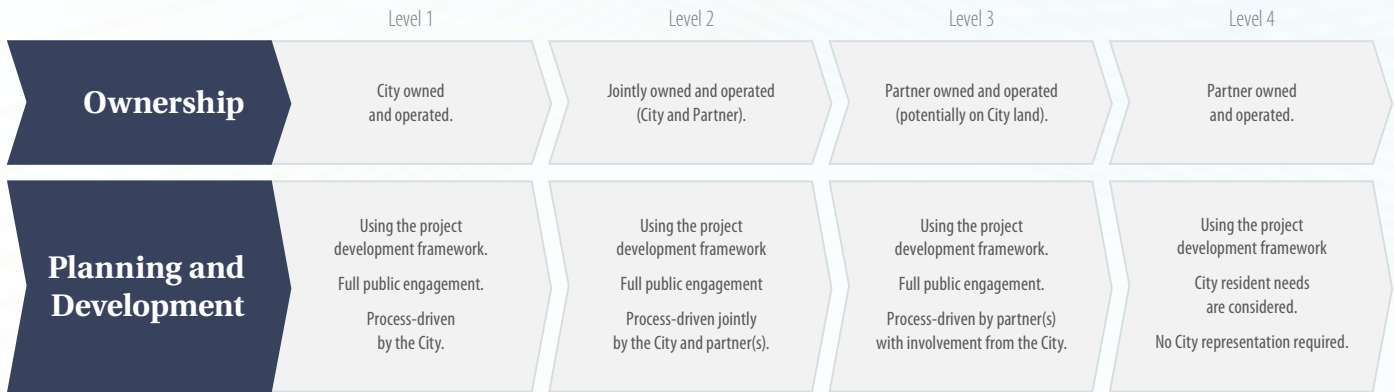 Level 1
Level 2
Level 3
Level 4
Ownership
City owned
and operated.
Jointly owned and operated
(City and Partner).
Partner owned and operated
(potentially on City land).
Partner owned
and operated.
Planning and
Development
Using the project
development framework.
Full public engagement.
Process-driven
by the City.
Using the project
development framework
Full public engagement
Process-driven jointly
by the City and partner(s).
Using the project
development framework.
Full public engagement.
Process-driven by partner(s)
with involvement from the City.
Using the project
development framework
City resident needs
are considered.
No City representation required.